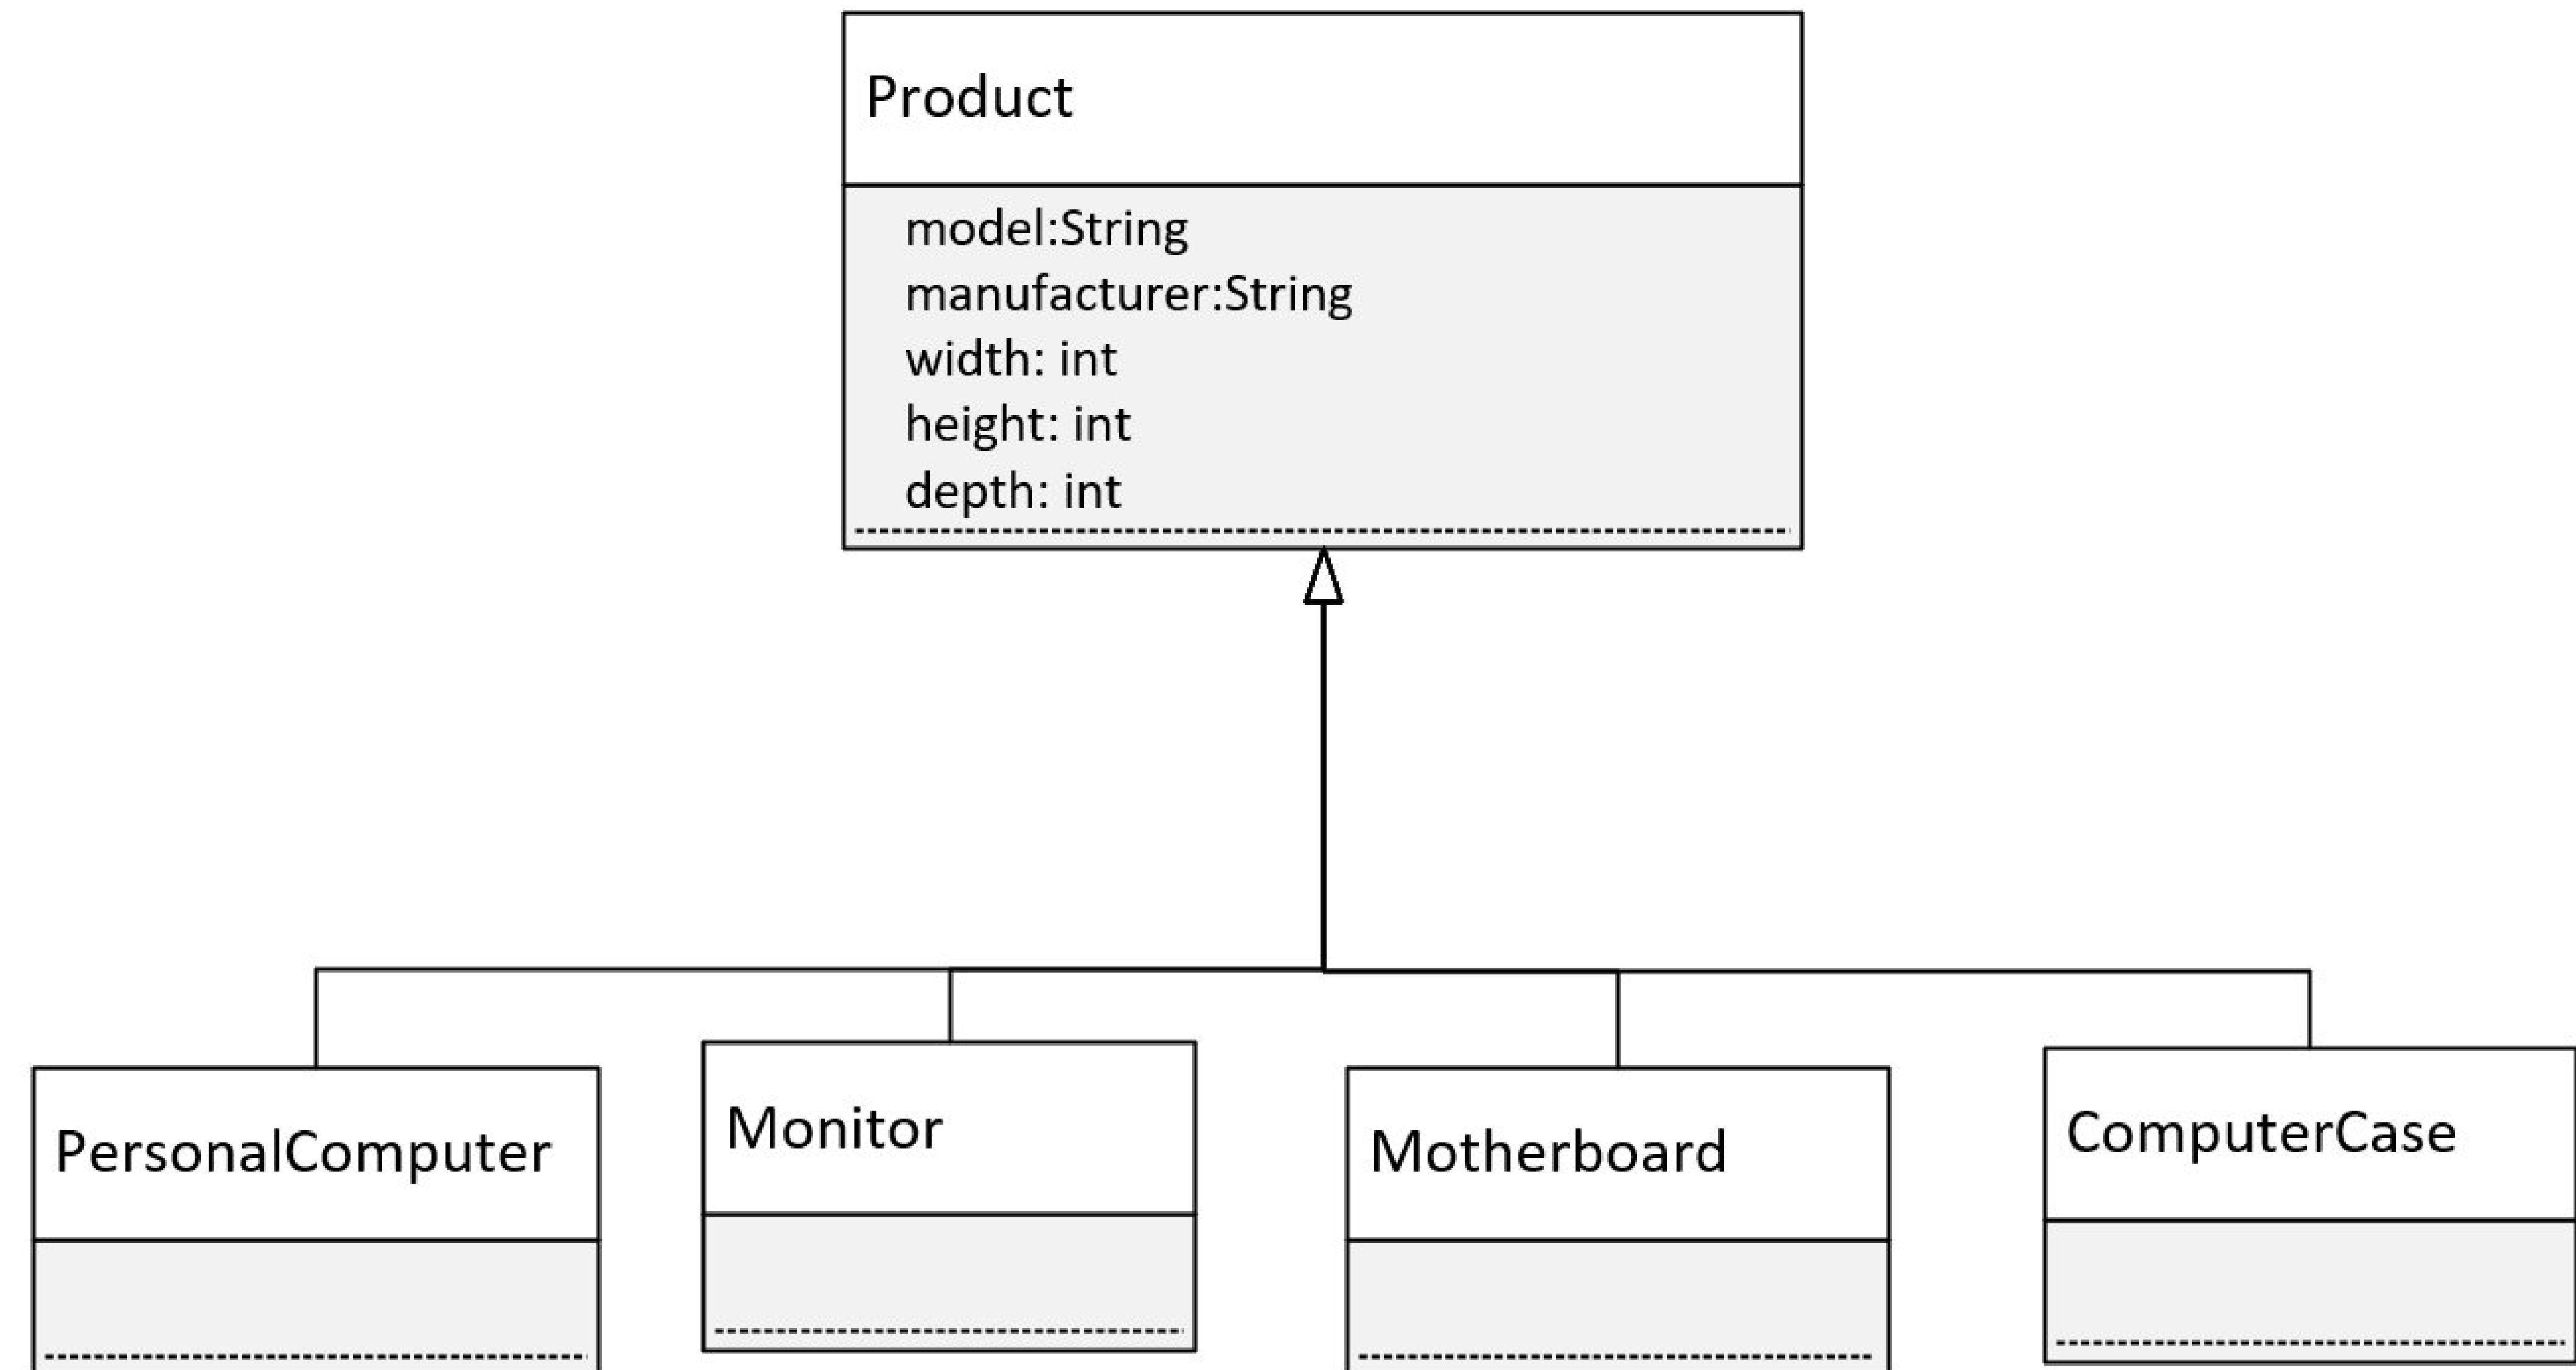 Product
model:String
manufacturer:String
width: int
height: int
depth: int
PersonalComputer
Monitor
Motherboard
ComputerCase